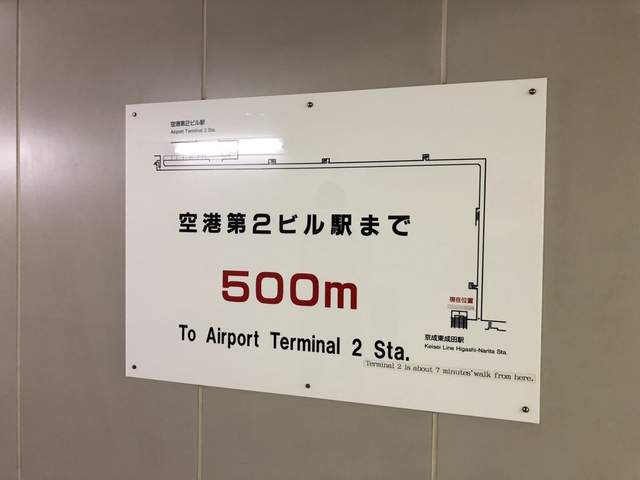 空港第2ビル駅
Airport Terminal 2 Sta.
空港第2ビル駅まで
500m
To Airport Terminal 2 Sta.
現在位置
京成東成田駅
Keisei Line Higashi-Narita Sta.
Terminal 2 is about 7 minutes'walk from here.